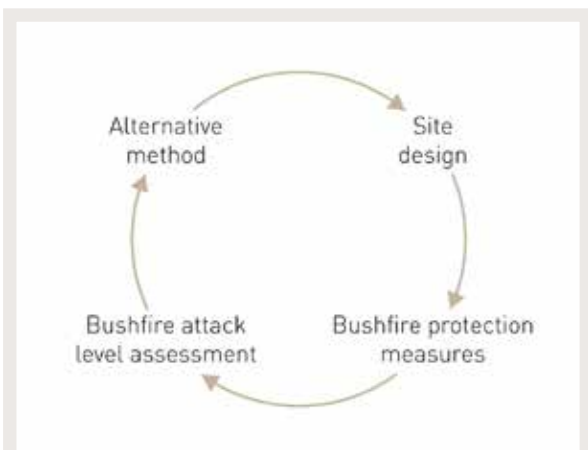 Alternative
method
Site
design
Bushfire attack
level assessment
Bushfire protection
measures